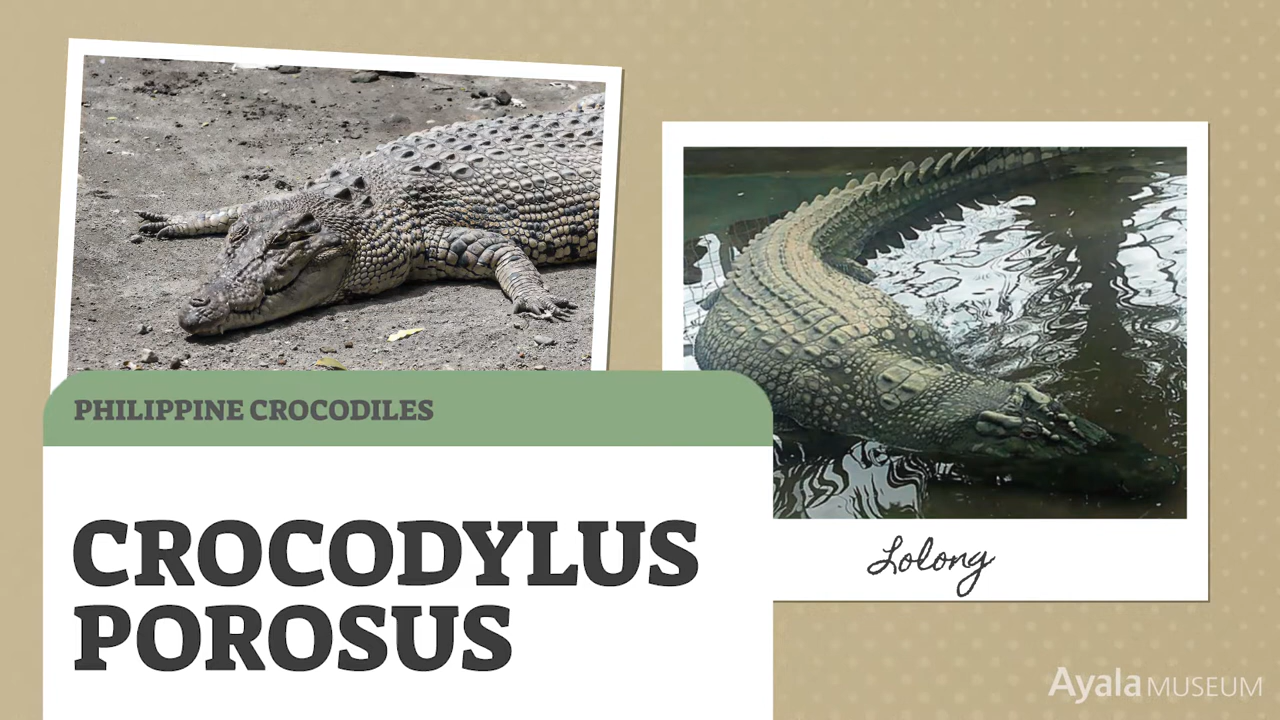 PHILIPPINE CROCODILES
CROCODYLUS
POROSUS
Lolong
Ayala MUSEUM